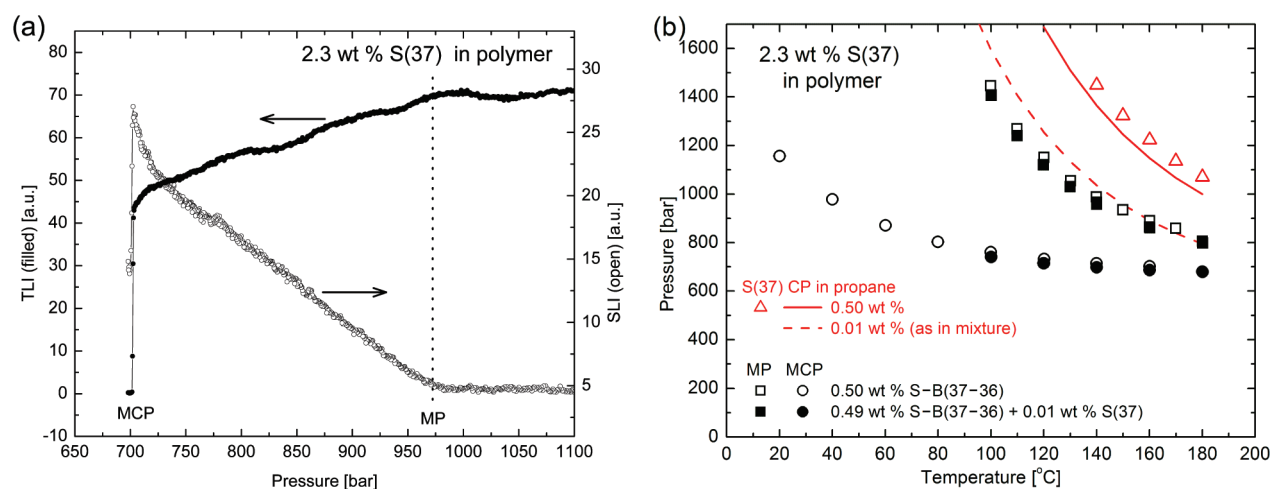 (a)
2.3 wt % S(37) in polymer
TLI (filled) [a.u.]
80
70
60
50
40
30
20
10
0
-10
30
25
20
15
10
5
SLI (open) [a.u.]
MCP
MP
650 700 750 800 850 900 950 1000 1050 1100
Pressure [bar]
(b)
2.3 wt % S(37)
in polymer
Pressure [bar]
1600
1400
1200
1000
800
600
400
200
0
S(37) CP in propane
0.50 wt %
0.01 wt % (as in mixture)
MP MCP
0.50 wt % S-B(37-36)
0.49 wt % S-B(37-36) + 0.01 wt % S(37)
0 20 40 60 80 100 120 140 160 180 200
Temperature [°C]